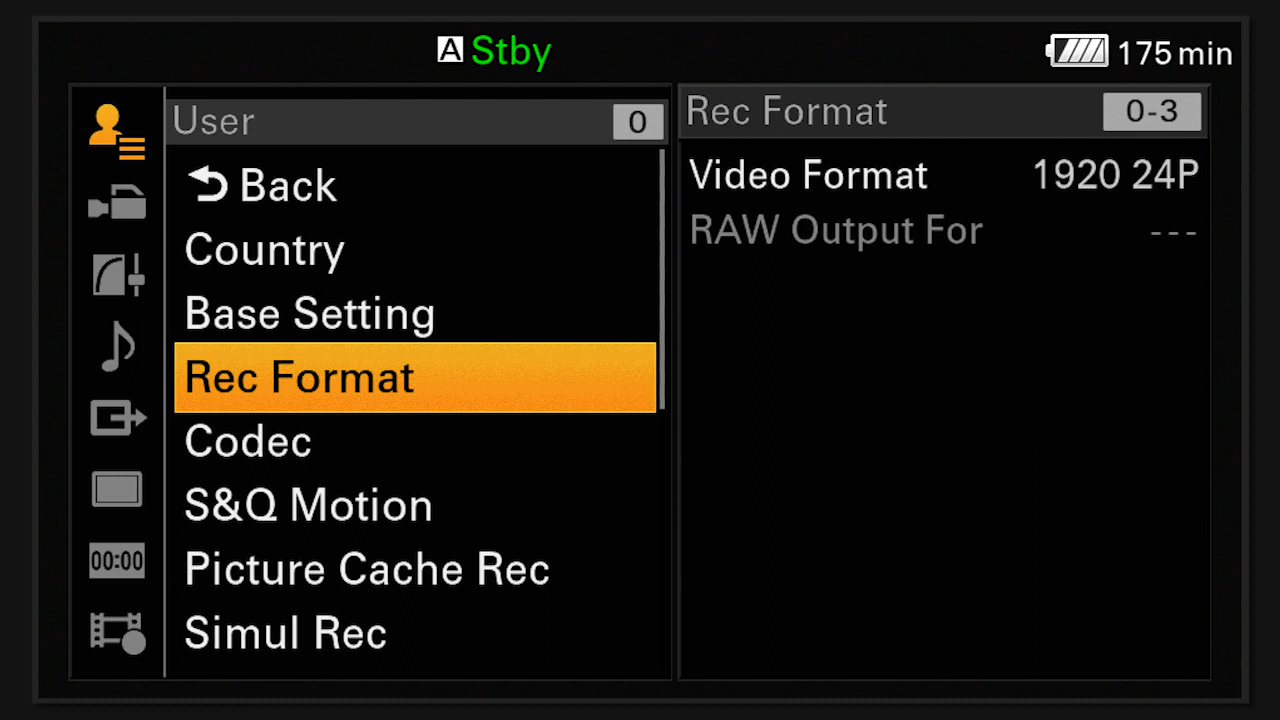 A Stby
175 min
User 0
Back
Country
Base Setting
Rec Format
Codec
S&Q Motion
Picture Cache Rec
Simul Rec
00:00
Rec Format 0-3
Video Format 1920 24P
RAW Output For ---